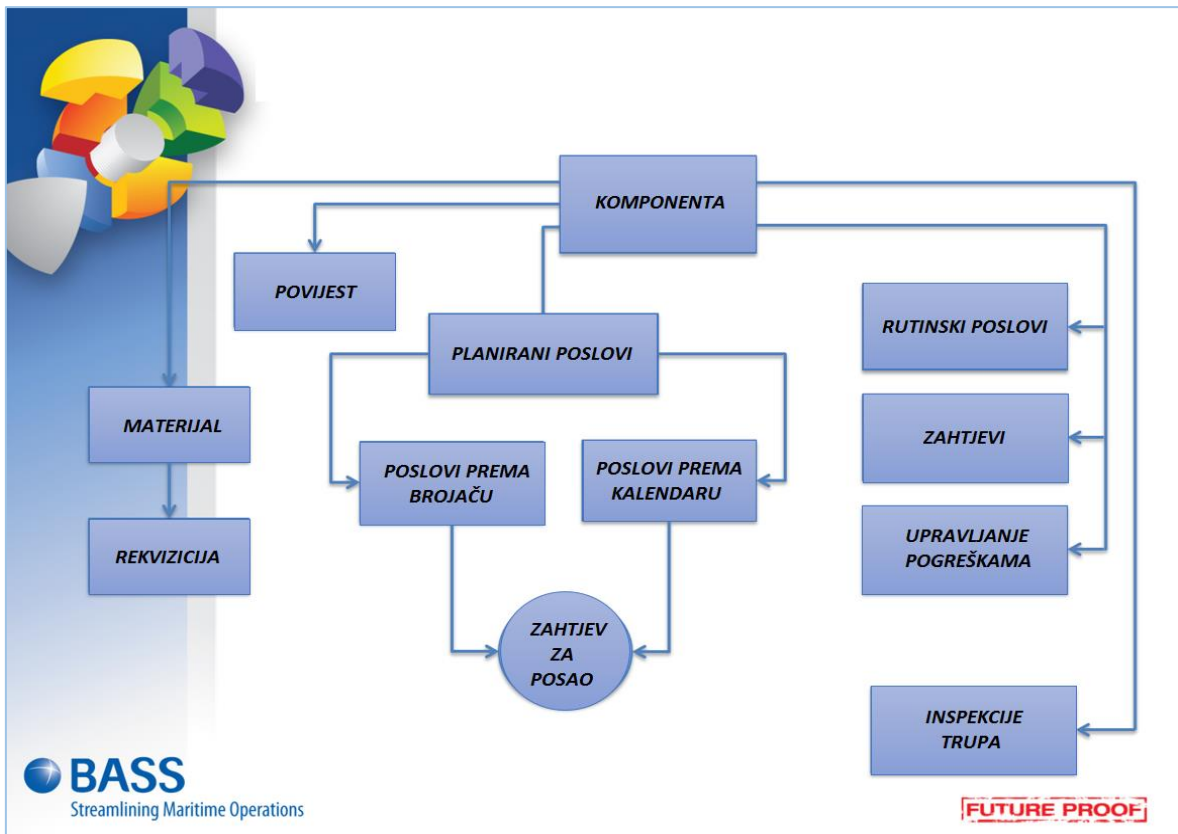 KOMPONENTA
POVIJEST
PLANIRANI POSLOVI
RUTINSKI POSLOVI
MATERIJAL
ZAHTJEVI
POSLOVI PREMA
BROJAČU
POSLOVI PREMA
KALENDARU
REKVIZICIJA
UPRAVLJANJE
POGREŠKAMA
ZAHTJEV
ZA
POSAO
INSPEKCIJE
TRUPA
BASS
Streamlining Maritime Operations
FUTURE PROOF